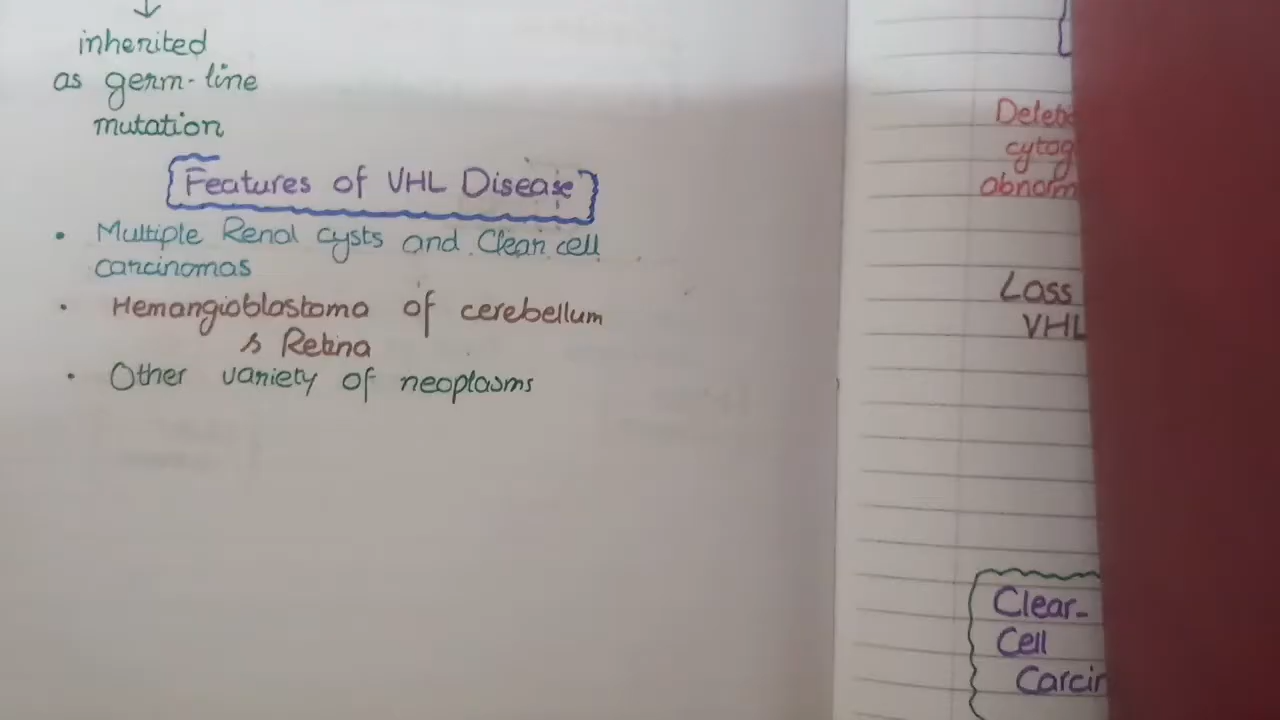 inherited
as germ-line
mutation
Features of VHL Disease
• Multiple Renal cysts and Clear cell
carcinomas
• Hemangioblastoma of cerebellum
& Retina
• Other variety of neoplasms
Loss
VHL
Clear-
Cell